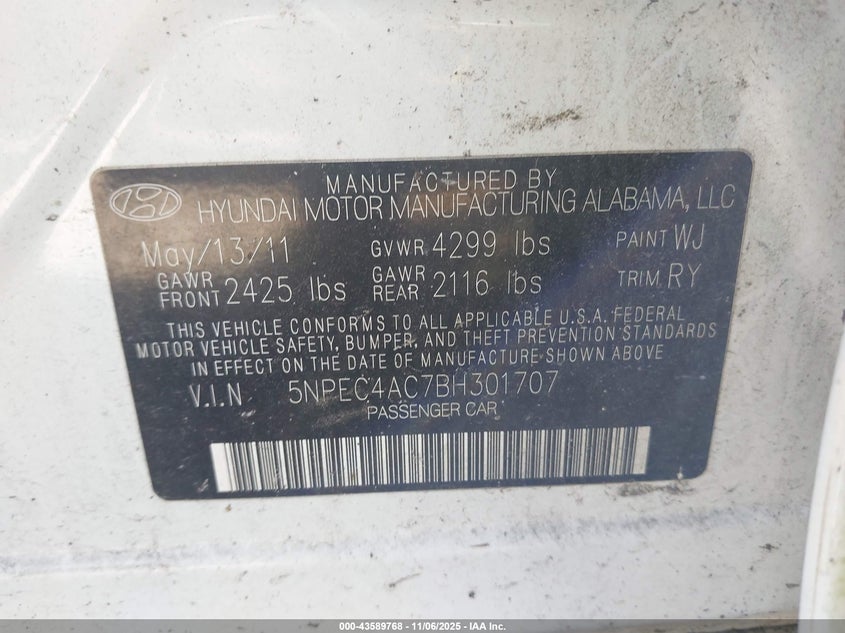 MANUFACTURED BY
HYUNDAI MOTOR MANUFACTURING ALABAMA, LLC
May/13/11 GVWR 4299 lbs PAINT WJ
GAWR FRONT 2425 lbs GAWR REAR 2116 lbs TRIM RY
THIS VEHICLE CONFORMS TO ALL APPLICABLE U.S.A. FEDERAL
MOTOR VEHICLE SAFETY, BUMPER, AND THEFT PREVENTION STANDARDS
IN EFFECT ON THE DATE OF MANUFACTURE SHOWN ABOVE
V.I.N 5NPEC4AC7BH301707
PASSENGER CAR
000-43589768 - 11/06/2025 - IAA Inc.